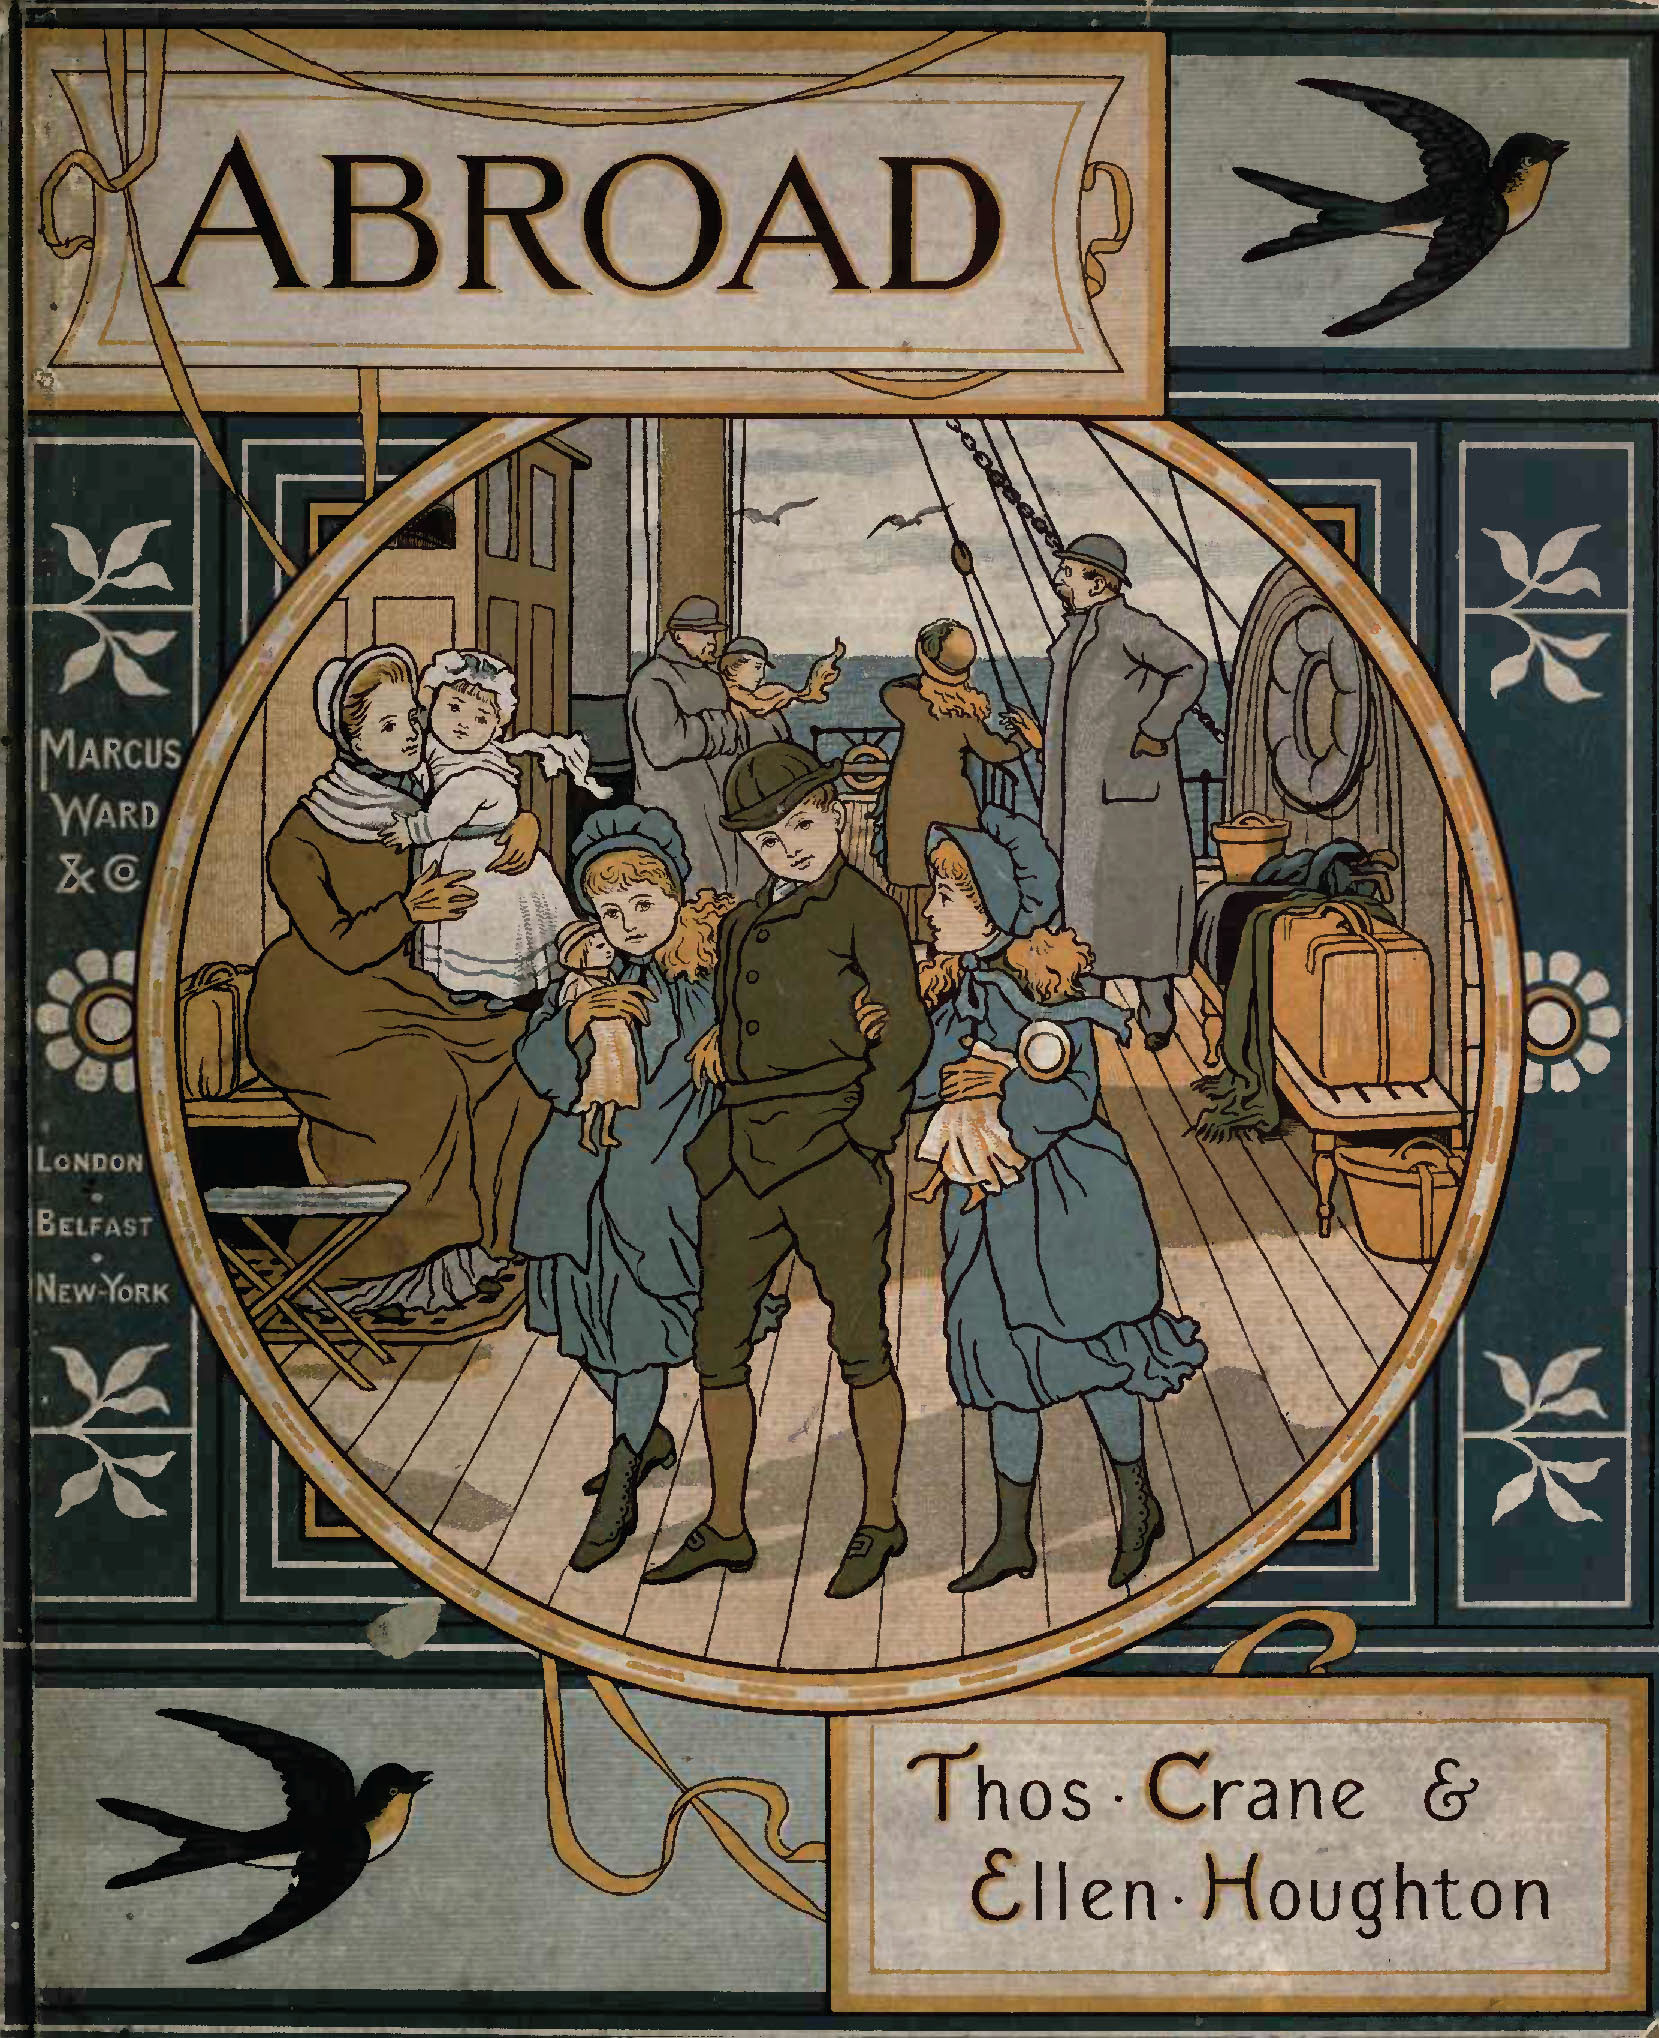 ABROAD
MARCUS
WARD
& CO
LONDON
·
BELFAST
·
NEW-YORK
Thos · Crane &
Ellen · Houghton